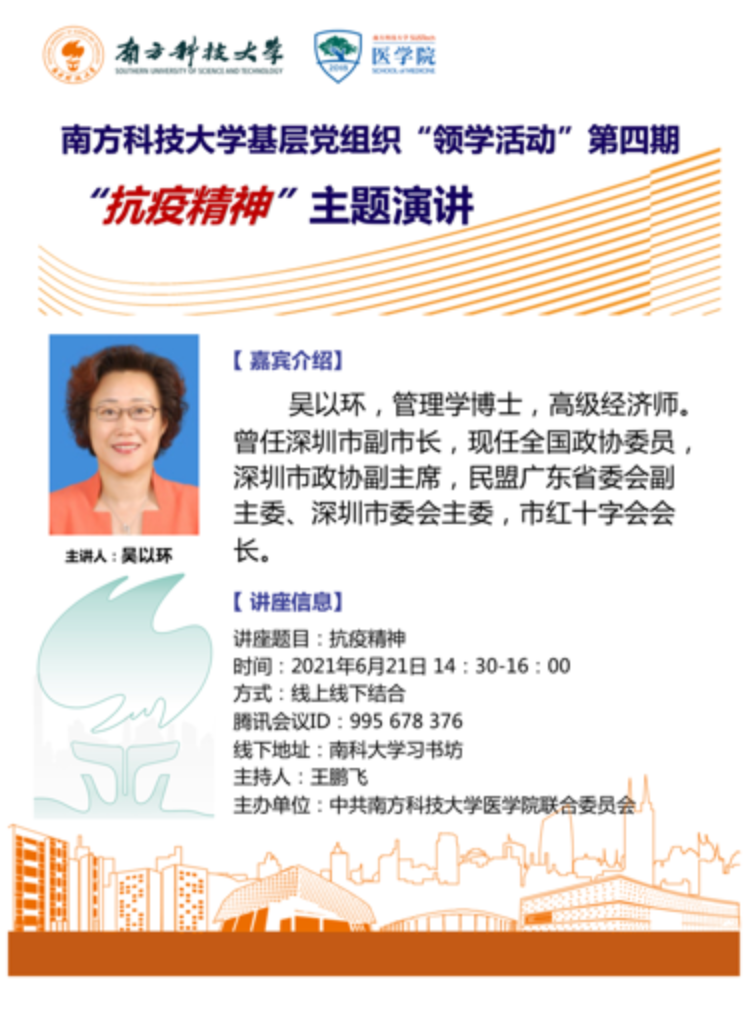 南方科技大学
SOUTHERN UNIVERSITY OF SCIENCE AND TECHNOLOGY
医学院
SCHOOL of MEDICINE
2018
南方科技大学基层党组织“领学活动”第四期
“抗疫精神”主题演讲
【 嘉宾介绍】
吴以环，管理学博士，高级经济师。
曾任深圳市副市长，现任全国政协委员，
深圳市政协副主席，民盟广东省委会副
主委、深圳市委会主委，市红十字会会
长。
主讲人：吴以环
【 讲座信息】
讲座题目：抗疫精神
时间：2021年6月21日 14：30-16：00
方式：线上线下结合
腾讯会议ID：995 678 376
线下地址：南科大学习书坊
主持人：王鹏飞
主办单位：中共南方科技大学医学院联合委员会